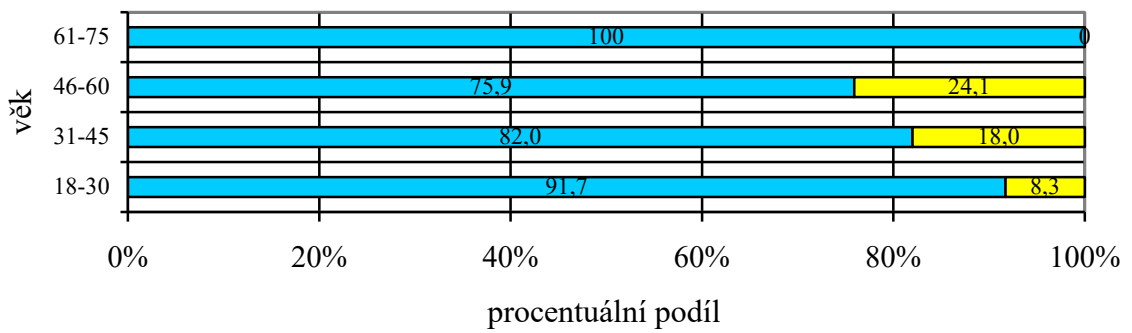 61-75 100 0
46-60 75,9 24,1
31-45 82,0 18,0
18-30 91,7 8,3
věk
0% 20% 40% 60% 80% 100%
procentuální podíl